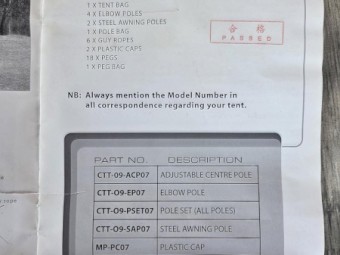 1 X TENT BAG
4 X ELBOW POLES
2 X STEEL AWNING POLES
1 X POLE BAG
6 X GUY ROPES
2 X PLASTIC CAPS
19 X PEGS
1 X PEG BAG
合格
PASSED
NB: Always mention the Model Number in
all correspondence regarding your tent.
PART NO. DESCRIPTION
CTT-09-ACP07 ADJUSTABLE CENTRE POLE
CTT-09-EP07 ELBOW POLE
CTT-09-PSET07 POLE SET (ALL POLES)
CTT-09-SAP07 STEEL AWNING POLE
MP-PC07 PLASTIC CAP